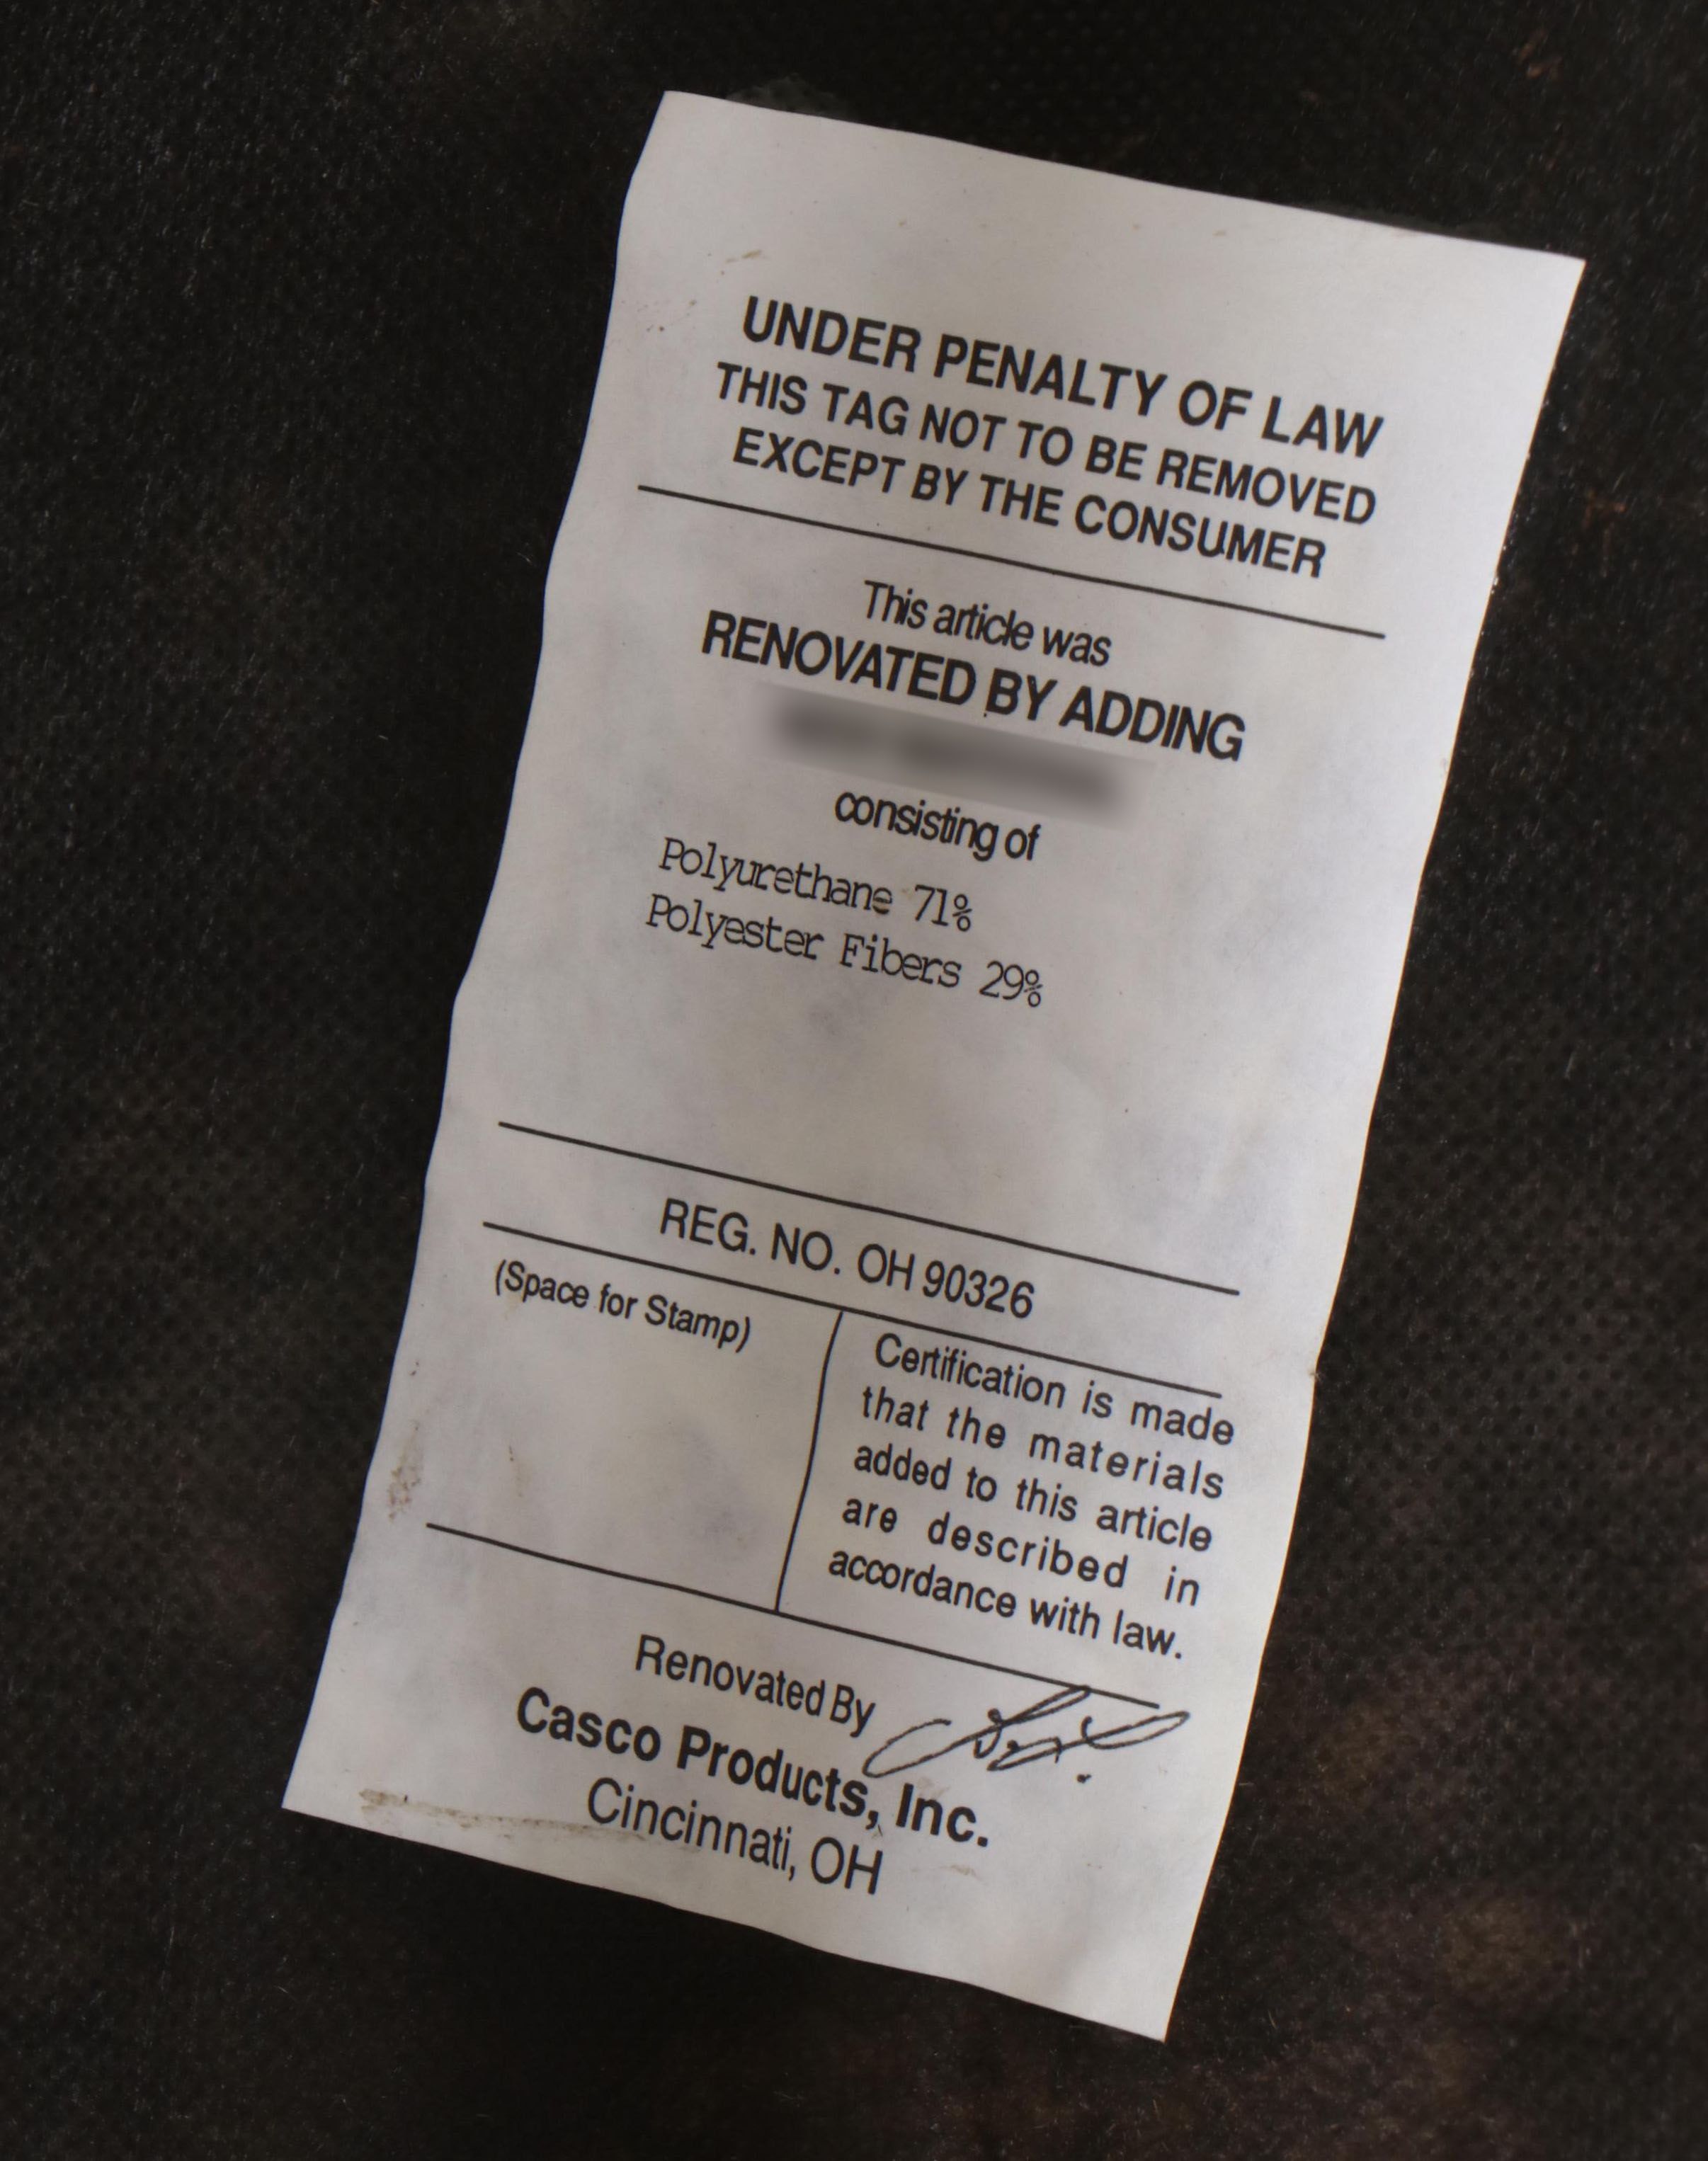 UNDER PENALTY OF LAW
THIS TAG NOT TO BE REMOVED
EXCEPT BY THE CONSUMER
This article was
RENOVATED BY ADDING
consisting of
Polyurethane 71%
Polyester Fibers 29%
REG. NO. OH 90326
(Space for Stamp)
Certification is made
that the materials
added to this article
are described in
accordance with law.
Renovated By
Casco Products, Inc.
Cincinnati, OH